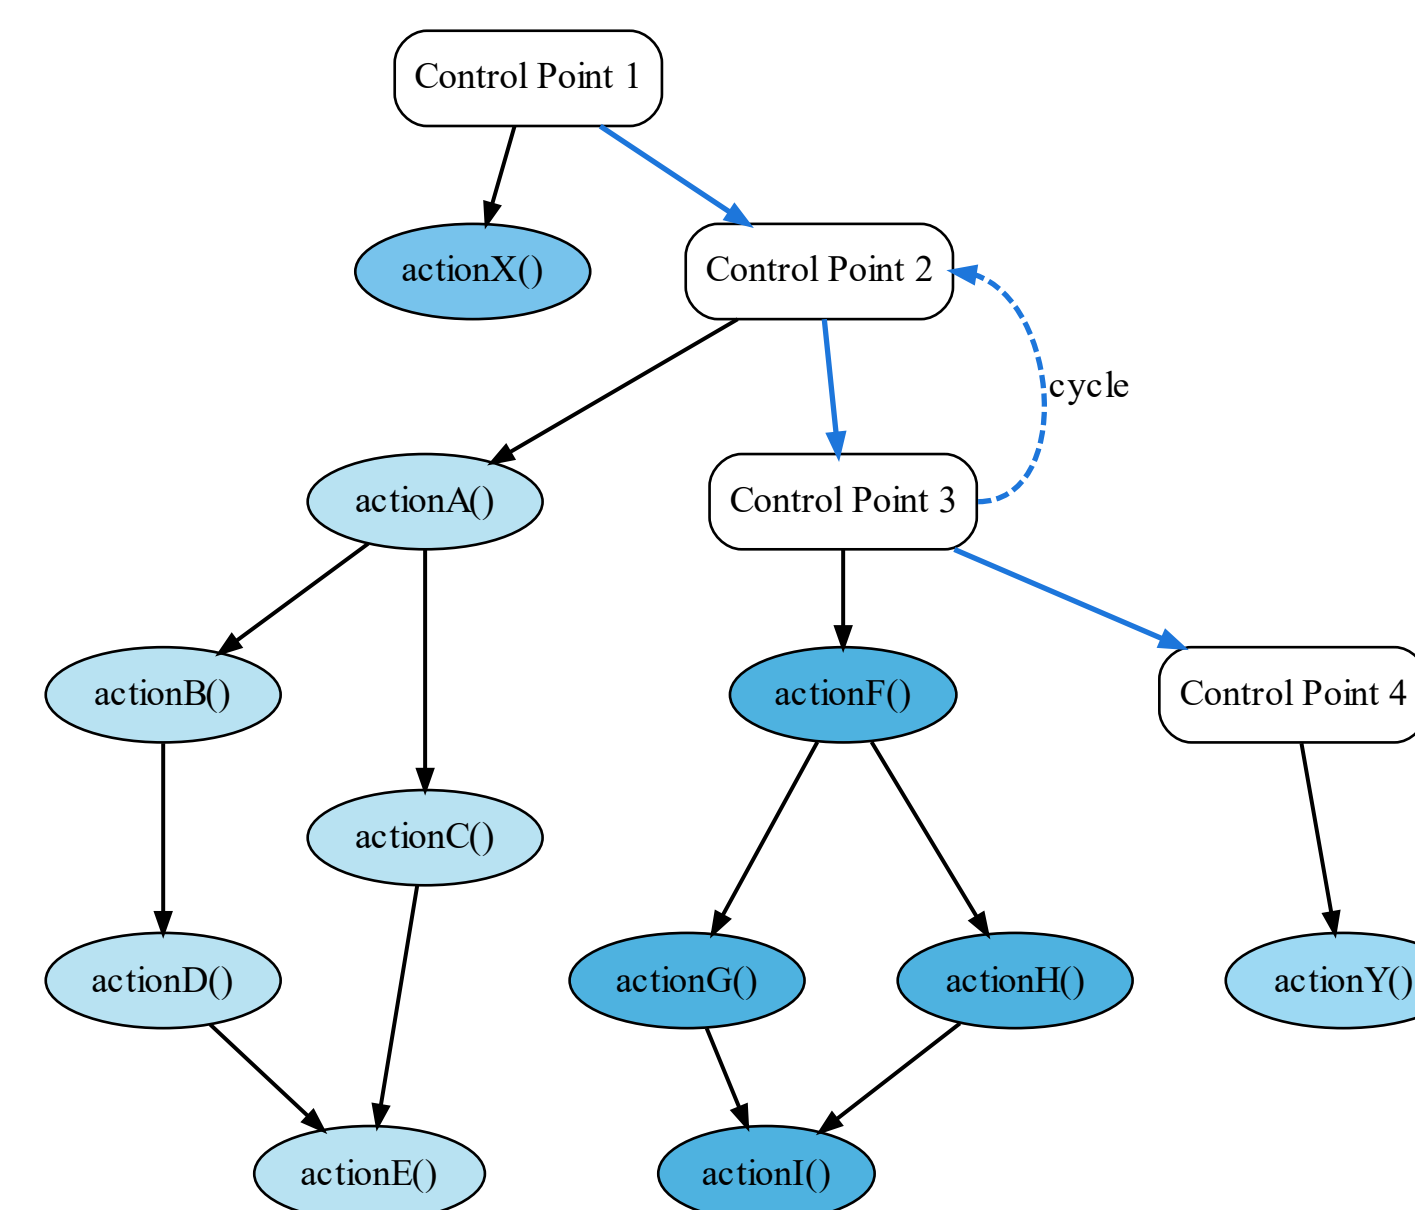 Control Point 1
actionX()
Control Point 2
cycle
actionA()
Control Point 3
actionB()
actionF()
Control Point 4
actionC()
actionD()
actionG()
actionH()
actionY()
actionE()
actionI()